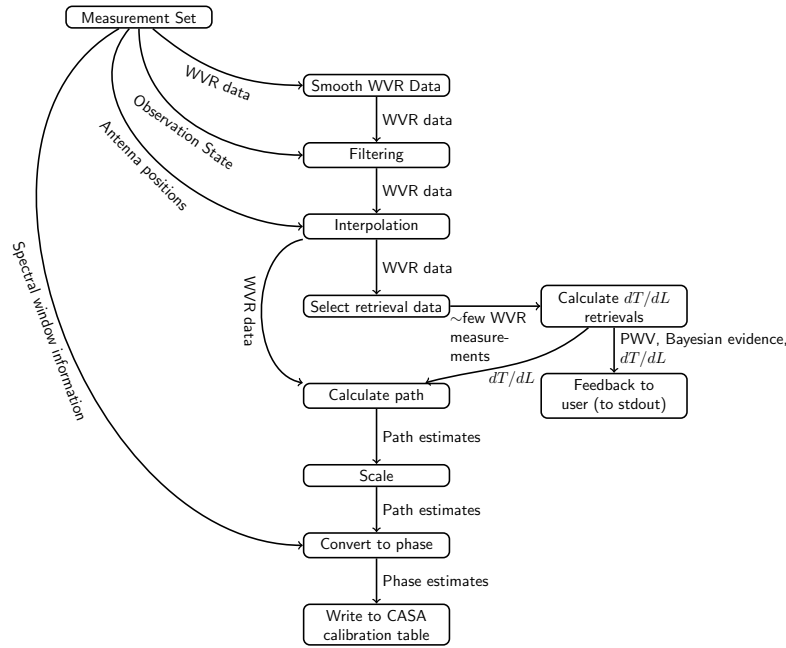 Measurement Set
WVR data
Smooth WVR Data
WVR data
Observation State
Filtering
Antenna positions
WVR data
Interpolation
WVR data
WVR data
Spectral window information
Select retrieval data
∼few WVR
measure-
ments
Calculate dT/dL
retrievals
PWV, Bayesian evidence,
dT/dL
dT/dL
Feedback to
user (to stdout)
Calculate path
Path estimates
Scale
Path estimates
Convert to phase
Phase estimates
Write to CASA
calibration table